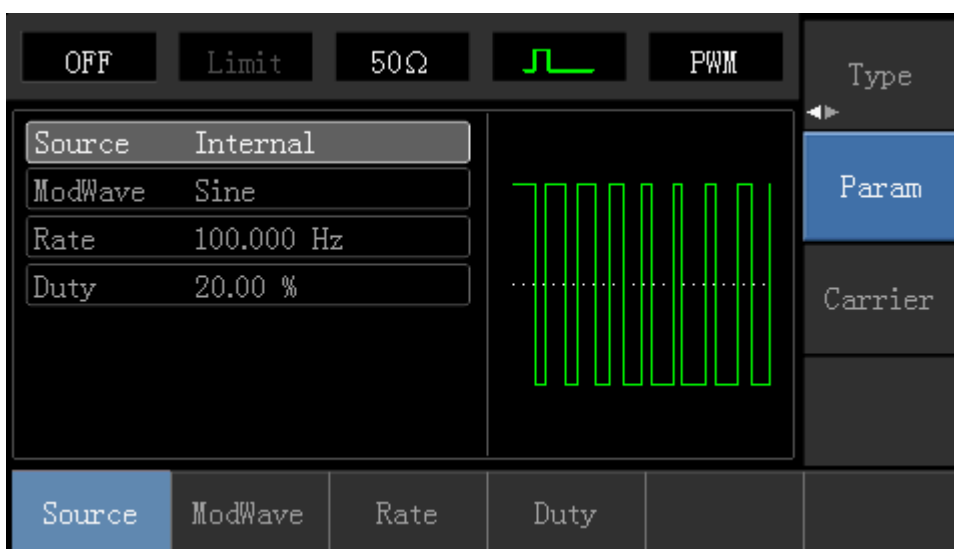 OFF Limit 50Ω PWM
Type
Source Internal
ModWave Sine
Param
Rate 100.000 Hz
Duty 20.00 %
Carrier
Source ModWave Rate Duty